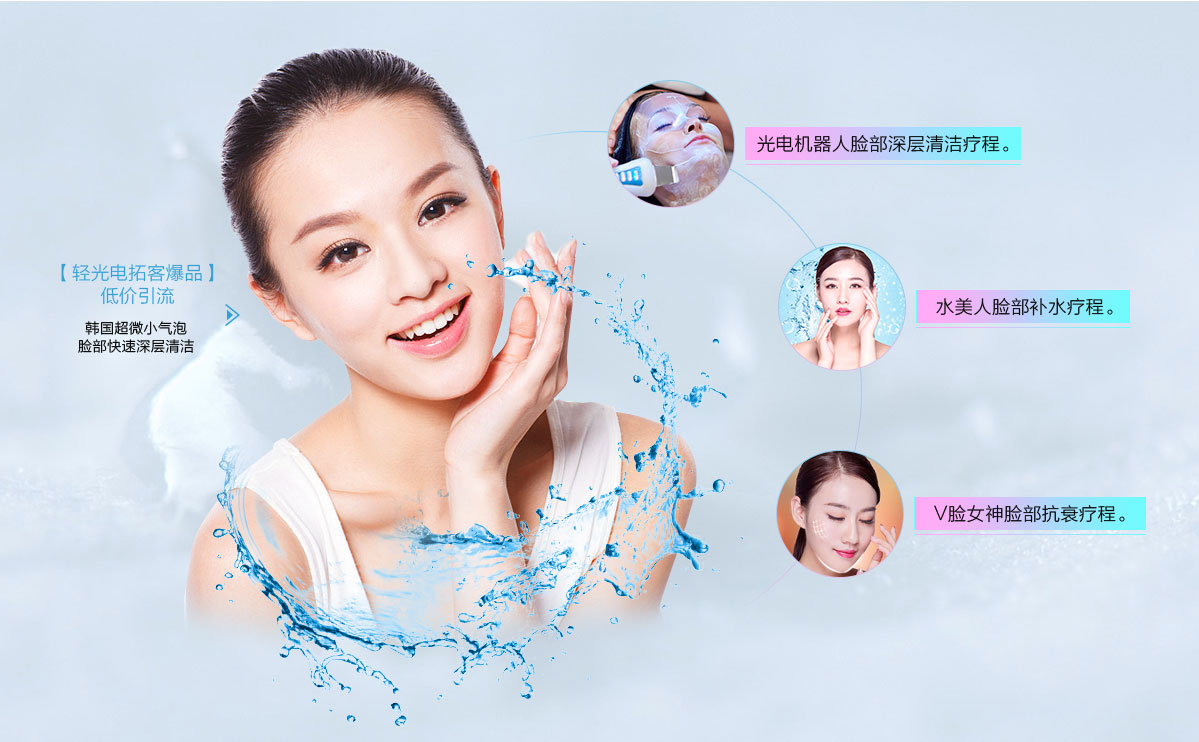 【 轻光电拓客爆品 】
低价引流
韩国超微小气泡
脸部快速深层清洁
光电机器人脸部深层清洁疗程。
水美人脸部补水疗程。
V脸女神脸部抗衰疗程。